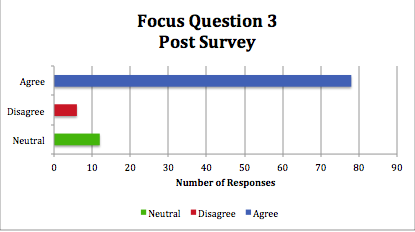 Focus Question 3
Post Survey
Agree
Disagree
Neutral
0 10 20 30 40 50 60 70 80 90
Number of Responses
Neutral Disagree Agree